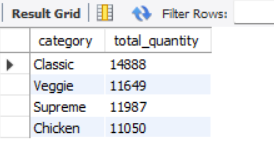 Result Grid Filter Rows:
category total_quantity
Classic 14888
Veggie 11649
Supreme 11987
Chicken 11050